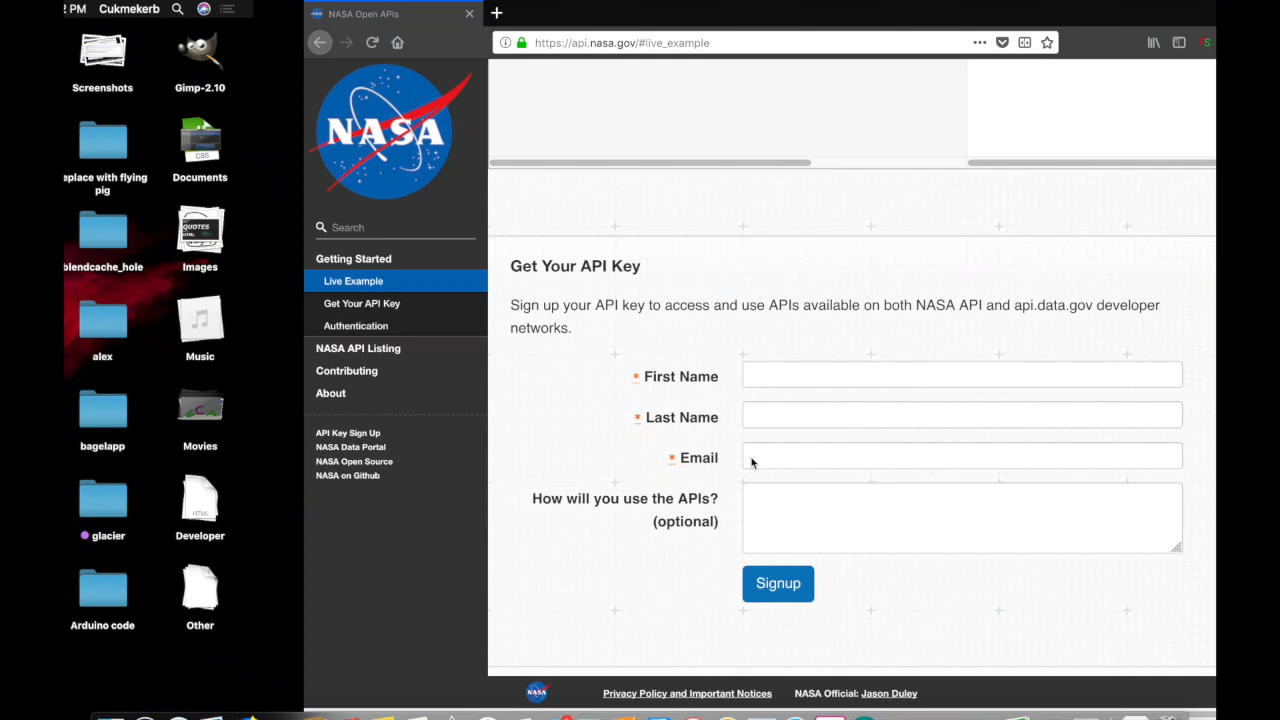 2 PM Cukmekerb
Screenshots
Gimp-2.10
eplace with flying
pig
Documents
CSS
blendcache_hole
Images
QUOTES
HTML
alex
Music
bagelapp
Movies
glacier
Developer
HTML
Arduino code
Other
NASA Open APIs
https://api.nasa.gov/#live_example
NASA
Search
Getting Started
Live Example
Get Your API Key
Authentication
NASA API Listing
Contributing
About
API Key Sign Up
NASA Data Portal
NASA Open Source
NASA on Github
Get Your API Key
Sign up your API key to access and use APIs available on both NASA API and api.data.gov developer
networks.
* First Name
* Last Name
* Email
How will you use the APIs?
(optional)
Signup
Privacy Policy and Important Notices
NASA Official: Jason Duley